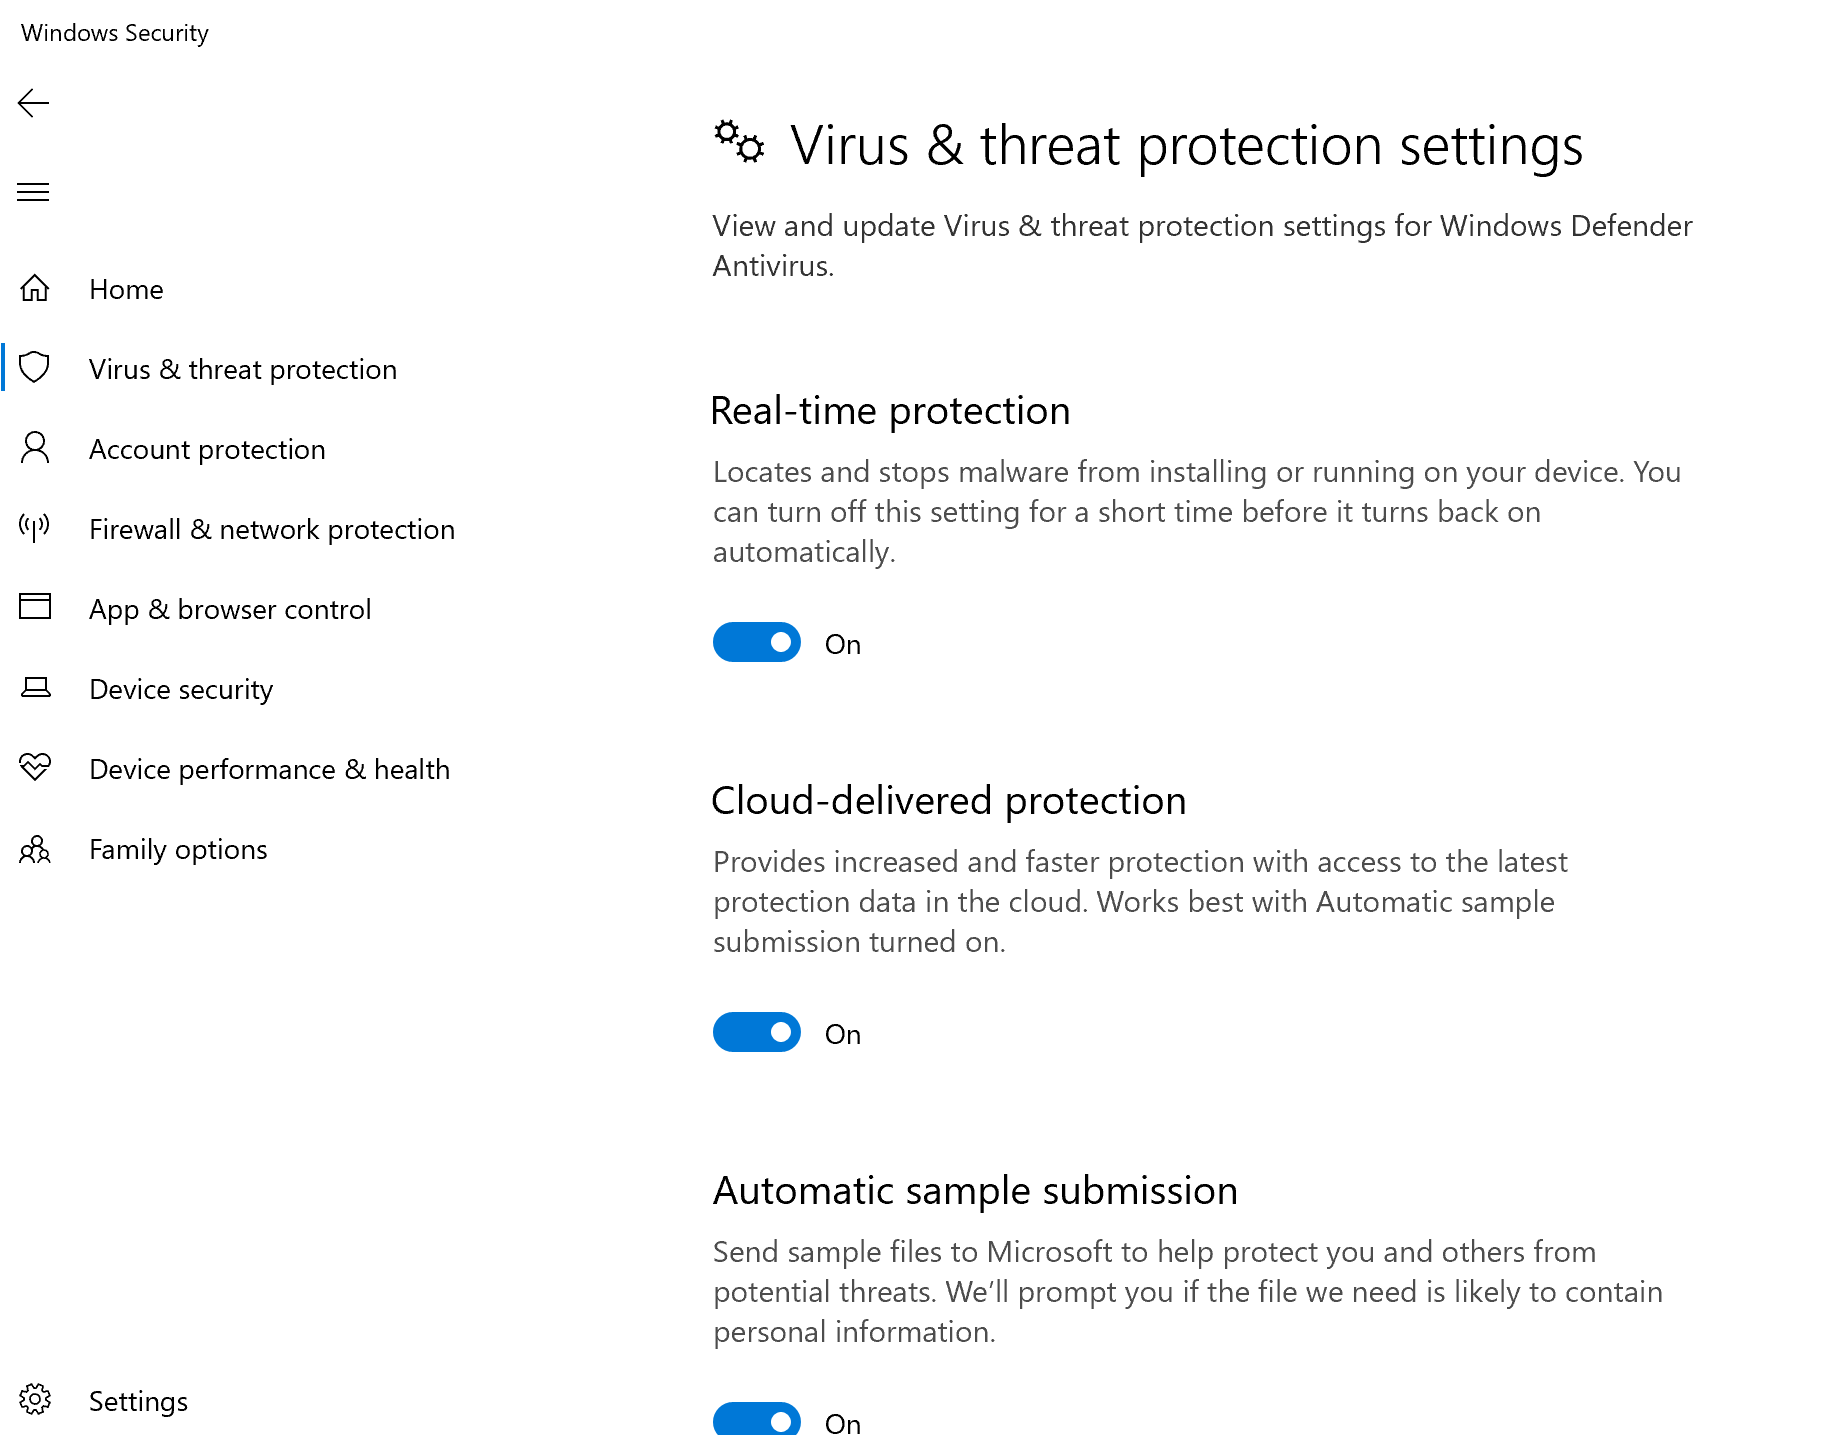 Windows Security
Home
Virus & threat protection
Account protection
Firewall & network protection
App & browser control
Device security
Device performance & health
Family options
Settings
Virus & threat protection settings
View and update Virus & threat protection settings for Windows Defender
Antivirus.
Real-time protection
Locates and stops malware from installing or running on your device. You
can turn off this setting for a short time before it turns back on
automatically.
On
Cloud-delivered protection
Provides increased and faster protection with access to the latest
protection data in the cloud. Works best with Automatic sample
submission turned on.
On
Automatic sample submission
Send sample files to Microsoft to help protect you and others from
potential threats. We’ll prompt you if the file we need is likely to contain
personal information.
On